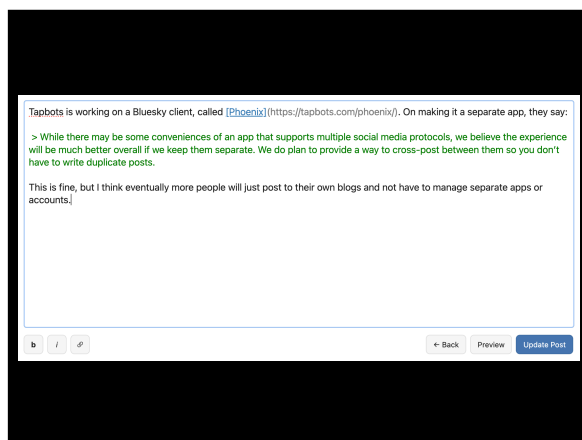 Tapbots is working on a Bluesky client, called [Phoenix](https://tapbots.com/phoenix/). On making it a separate app, they say:
> While there may be some conveniences of an app that supports multiple social media protocols, we believe the experience
will be much better overall if we keep them separate. We do plan to provide a way to cross-post between them so you don't
have to write duplicate posts.
This is fine, but I think eventually more people will just post to their own blogs and not have to manage separate apps or
accounts.
b i ← Back Preview Update Post